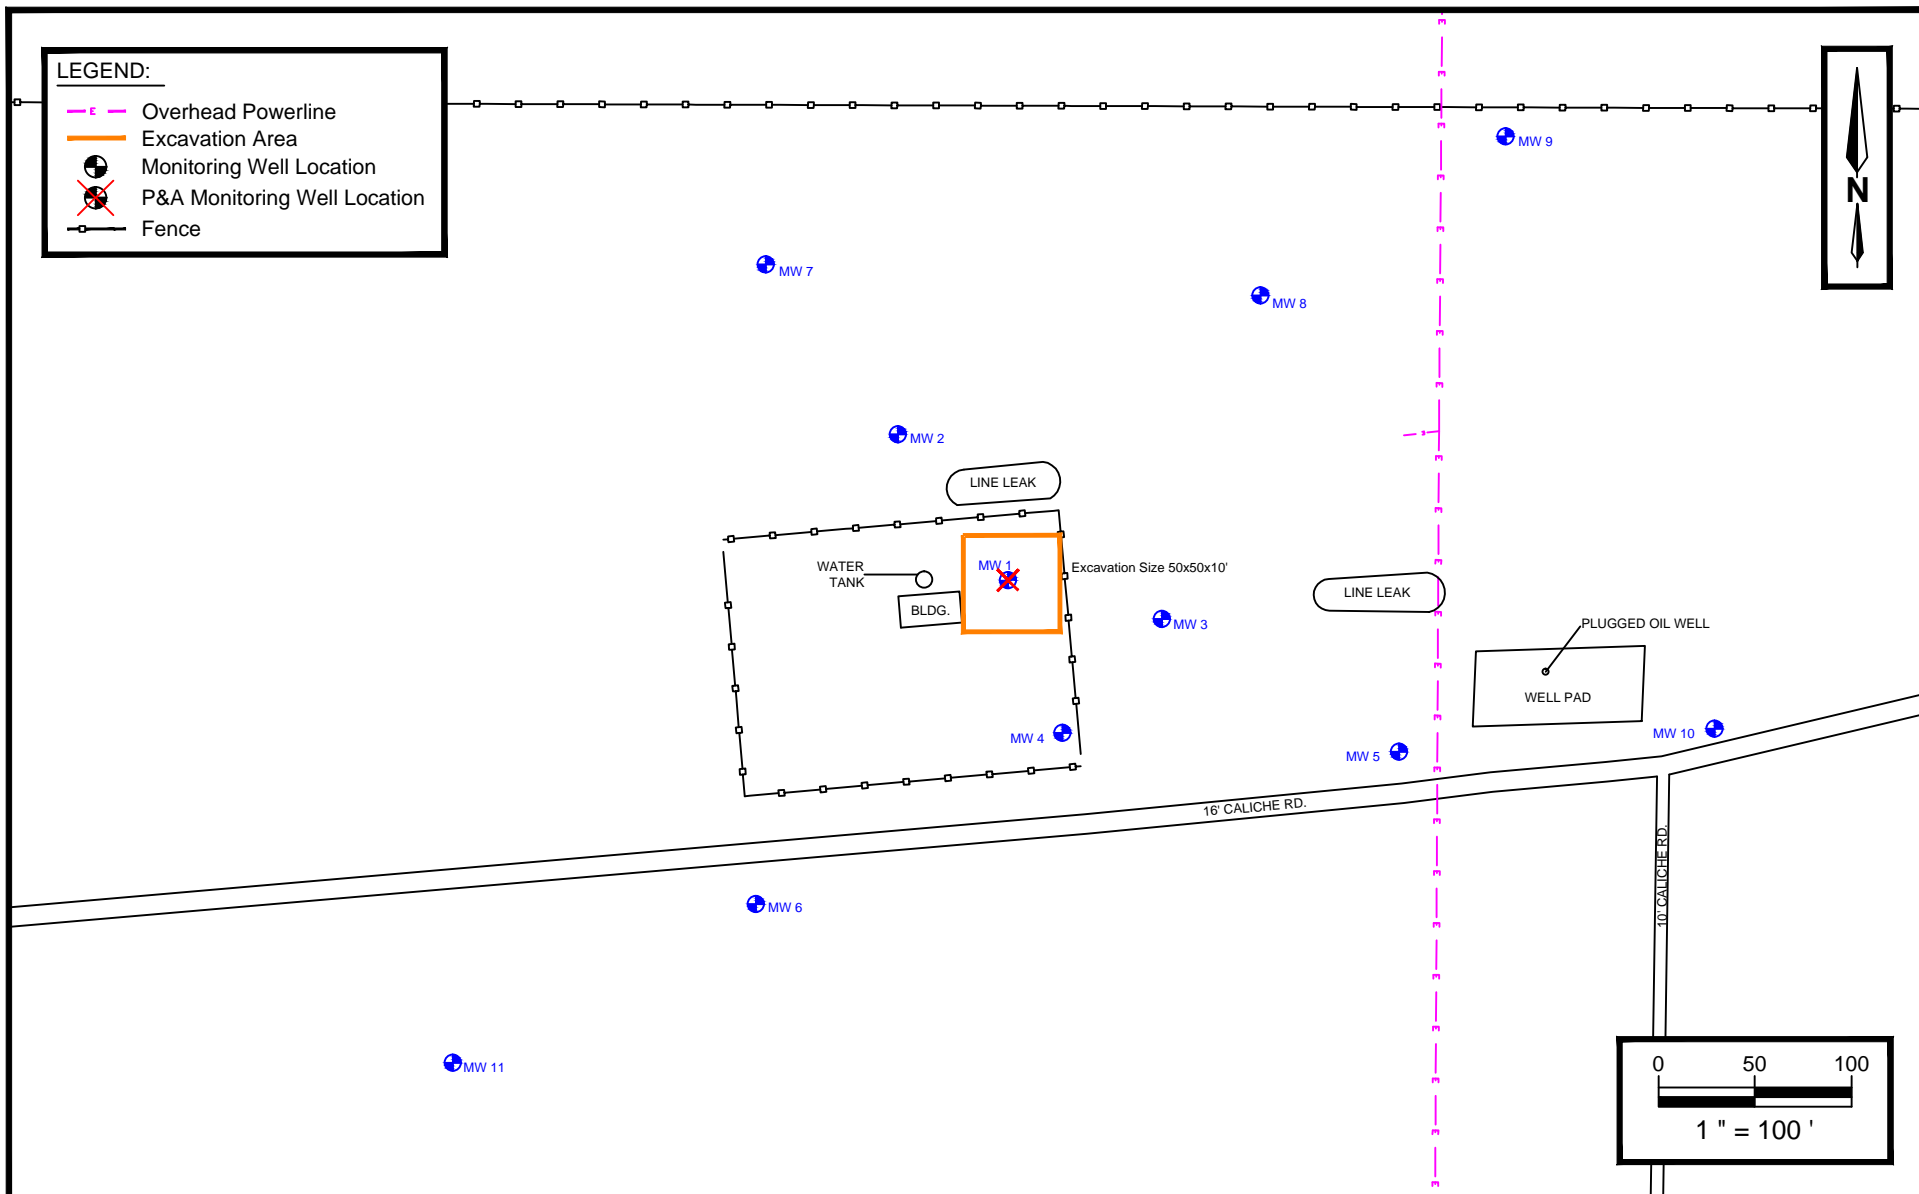 LEGEND:
E Overhead Powerline
Excavation Area
Monitoring Well Location
P&A Monitoring Well Location
Fence
N
MW 9
MW 7
MW 8
MW 2
LINE LEAK
WATER
TANK
MW 1
Excavation Size 50x50x10'
BLDG.
LINE LEAK
MW 3
PLUGGED OIL WELL
WELL PAD
MW 4
MW 5
MW 10
16' CALICHE RD.
10' CALICHE RD.
MW 6
MW 11
0 50 100
1 " = 100 '